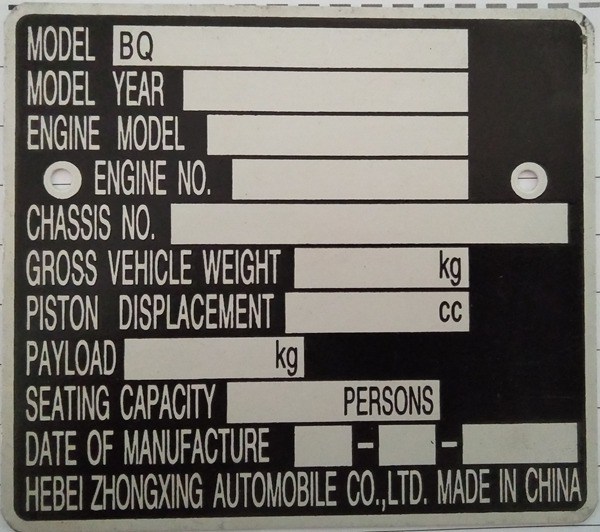 MODEL BQ
MODEL YEAR
ENGINE MODEL
ENGINE NO.
CHASSIS NO.
GROSS VEHICLE WEIGHT kg
PISTON DISPLACEMENT cc
PAYLOAD kg
SEATING CAPACITY PERSONS
DATE OF MANUFACTURE - -
HEBEI ZHONGXING AUTOMOBILE CO.,LTD. MADE IN CHINA